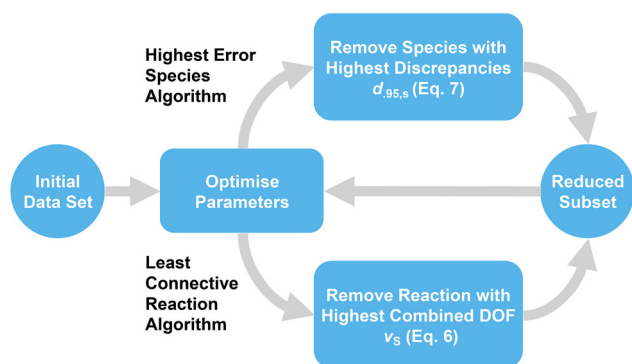 Highest Error
Species
Algorithm
Remove Species with
Highest Discrepancies
d.95,s (Eq. 7)
Initial
Data Set
Optimise
Parameters
Reduced
Subset
Least
Connective
Reaction
Algorithm
Remove Reaction with
Highest Combined DOF
vS (Eq. 6)